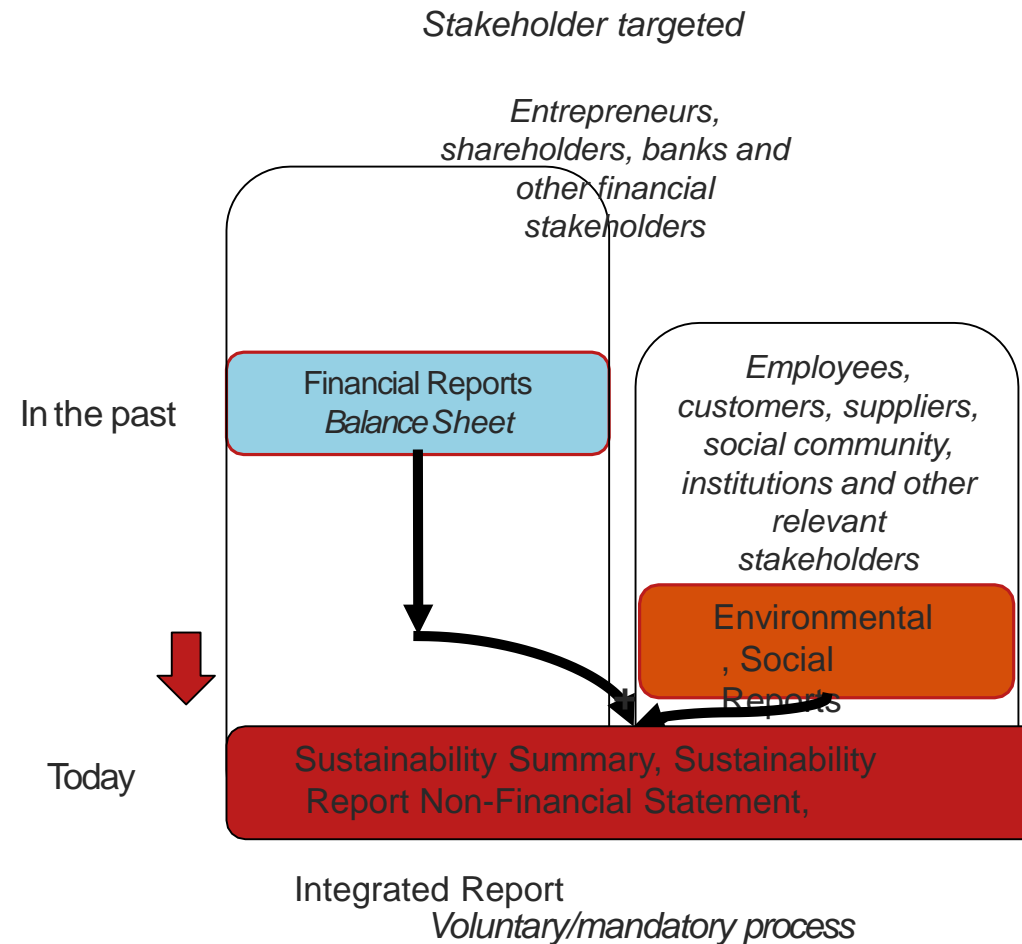 Stakeholder targeted
Entrepreneurs,
shareholders, banks and
other financial
stakeholders
In the past
Financial Reports
Balance Sheet
Employees,
customers, suppliers,
social community,
institutions and other
relevant
stakeholders
Environmental
, Social
Reports
+
Today
Sustainability Summary, Sustainability
Report Non-Financial Statement,
Integrated Report
Voluntary/mandatory process